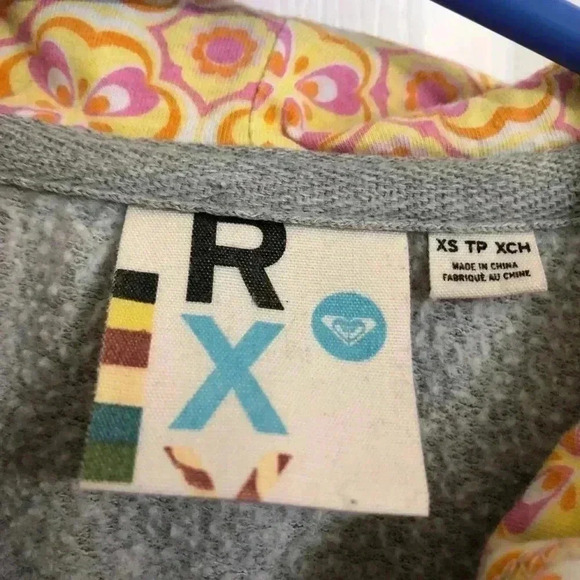 R
X
Y
XS TP XCH
MADE IN CHINA
FABRIQUÉ AU CHINE